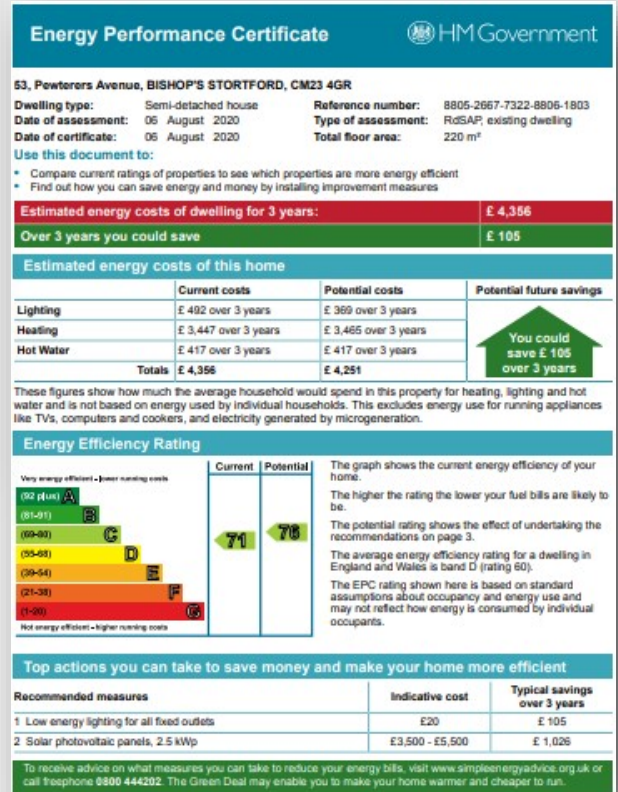 Energy Performance Certificate
HM Government
53, Pewterers Avenue, BISHOP'S STORTFORD, CM23 4GR
Dwelling type: Semi-detached house
Reference number: 8805-2667-7322-8806-1803
Date of assessment: 06 August 2020
Type of assessment: RdSAP, existing dwelling
Date of certificate: 06 August 2020
Total floor area: 220 m²
Use this document to:
• Compare current ratings of properties to see which properties are more energy efficient
• Find out how you can save energy and money by installing improvement measures
Estimated energy costs of dwelling for 3 years: £ 4,356
Over 3 years you could save £ 105
Estimated energy costs of this home
Current costs Potential costs Potential future savings
Lighting £ 492 over 3 years £ 369 over 3 years
Heating £ 3,447 over 3 years £ 3,465 over 3 years
Hot Water £ 417 over 3 years £ 417 over 3 years
Totals £ 4,356 £ 4,251
You could
save £ 105
over 3 years
These figures show how much the average household would spend in this property for heating, lighting and hot
water and is not based on energy used by individual households. This excludes energy use for running appliances
like TVs, computers and cookers, and electricity generated by microgeneration.
Energy Efficiency Rating
Current Potential
Very energy efficient - lower running costs
(92 plus) A
(81-91) B
(69-80) C
(55-68) D
(39-54) E
(21-38) F
(1-20) G
71
76
Not energy efficient - higher running costs
The graph shows the current energy efficiency of your
home.
The higher the rating the lower your fuel bills are likely to
be.
The potential rating shows the effect of undertaking the
recommendations on page 3.
The average energy efficiency rating for a dwelling in
England and Wales is band D (rating 60).
The EPC rating shown here is based on standard
assumptions about occupancy and energy use and
may not reflect how energy is consumed by individual
occupants.
Top actions you can take to save money and make your home more efficient
Recommended measures Indicative cost Typical savings
over 3 years
1 Low energy lighting for all fixed outlets £20 £ 105
2 Solar photovoltaic panels, 2.5 kWp £3,500 - £5,500 £ 1,026
To receive advice on what measures you can take to reduce your energy bills, visit www.simpleenergyadvice.org.uk or
call freephone 0800 444202. The Green Deal may enable you to make your home warmer and cheaper to run.